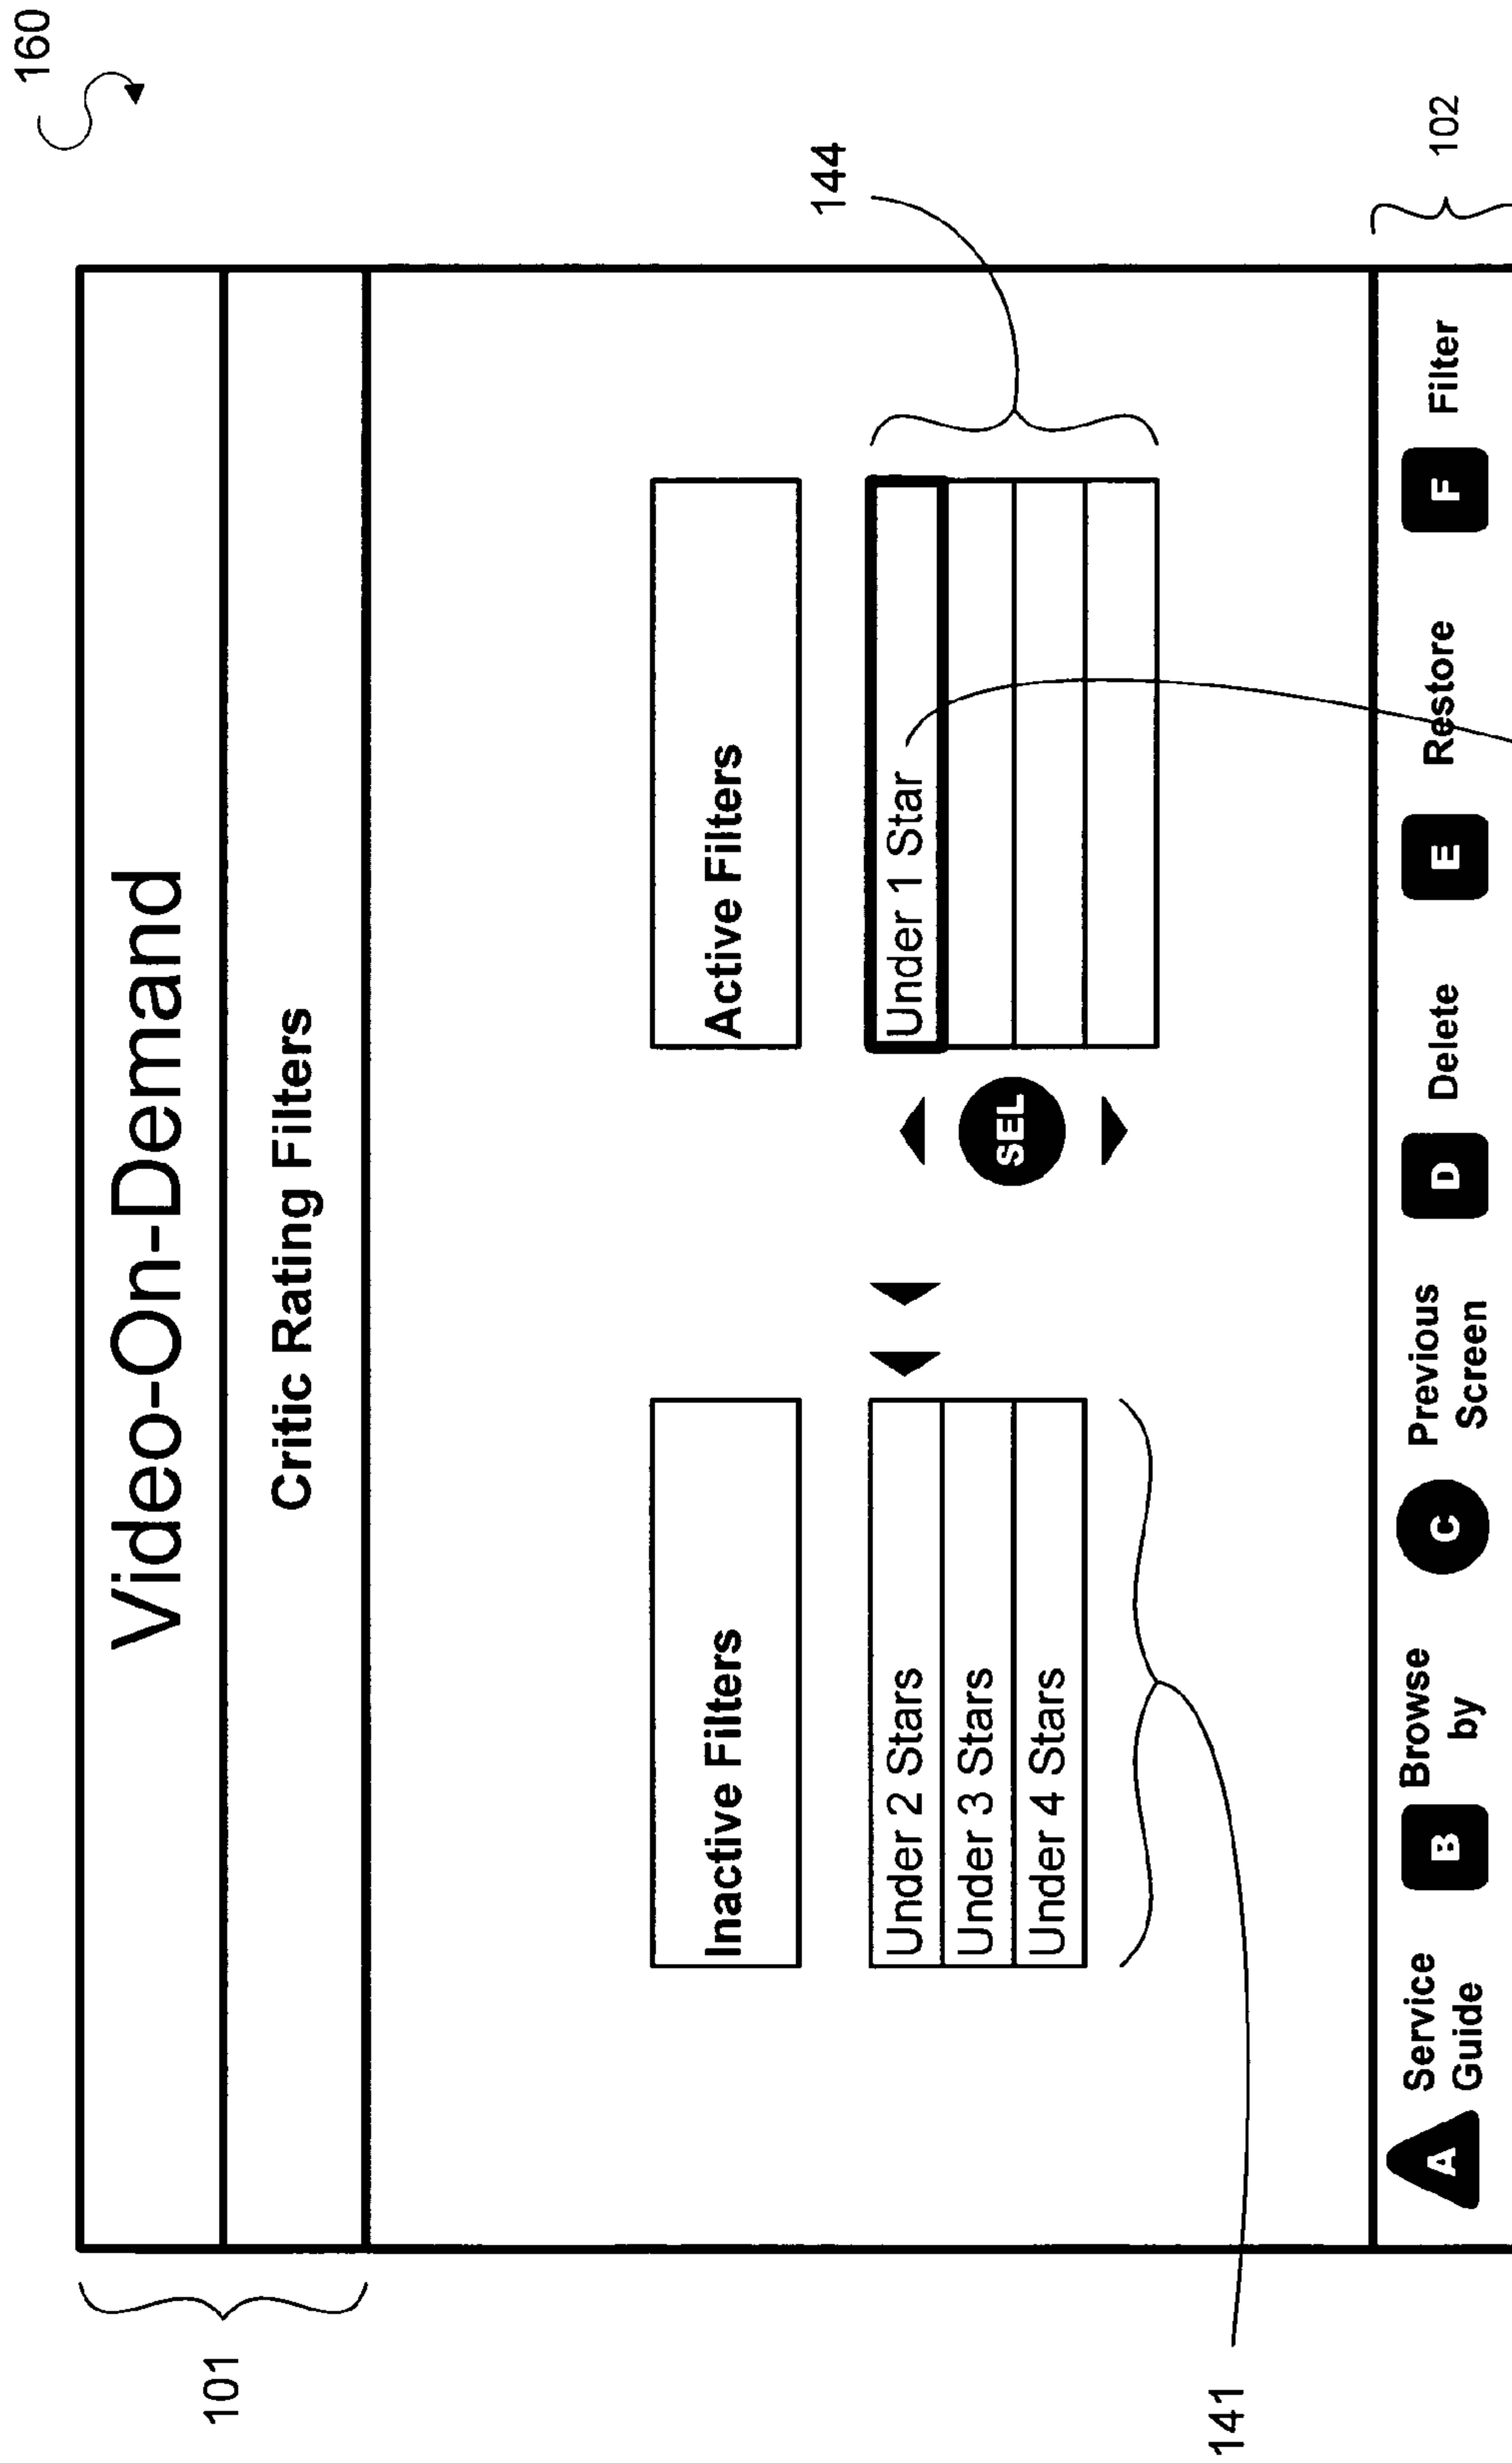 160
Video-On-Demand
101
Critic Rating Filters
Inactive Filters
Active Filters
144
Under 2 Stars
Under 3 Stars
Under 4 Stars
SEL
Under 1 Star
141
102
A Service Guide
B Browse by
C Previous Screen
D Delete
E Restore
F Filter